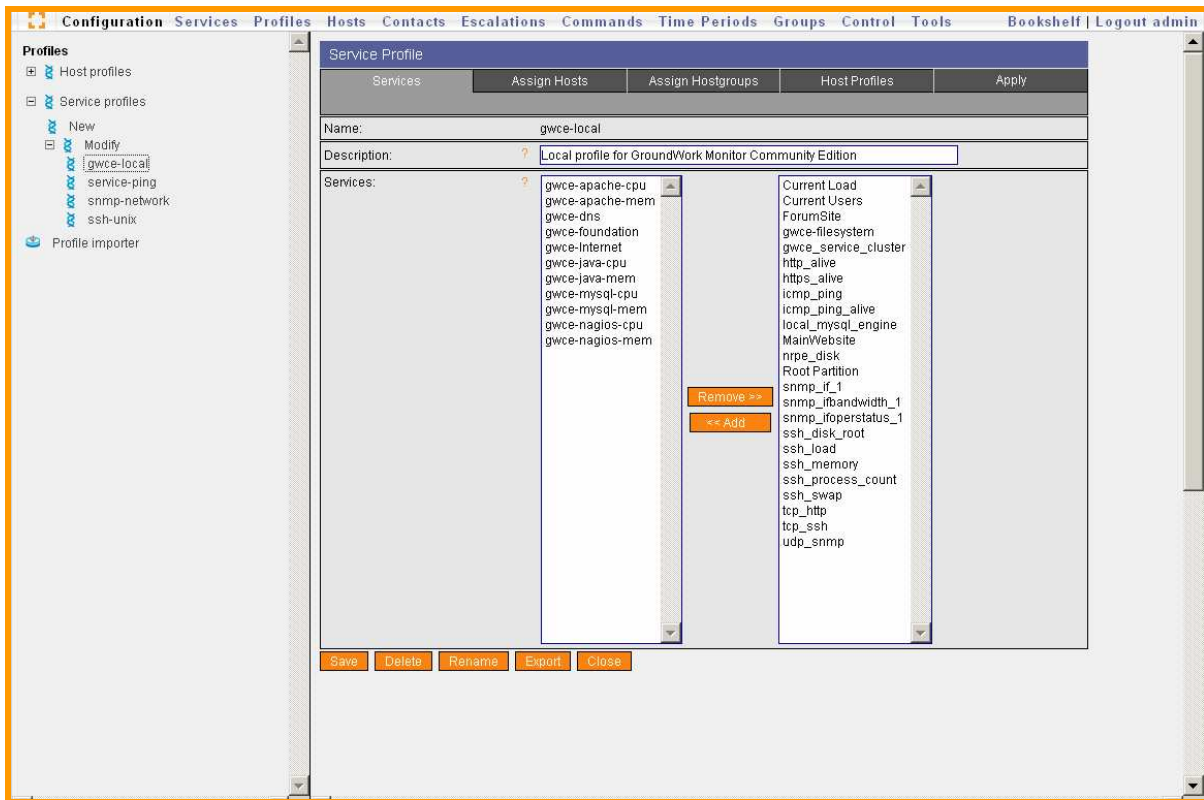 Configuration Services Profiles Hosts Contacts Escalations Commands Time Periods Groups Control Tools Bookshelf | Logout admin
Profiles
Host profiles
Service profiles
New
Modify
gwce-local
service-ping
snmp-network
ssh-unix
Profile importer
Service Profile
Services Assign Hosts Assign Hostgroups Host Profiles Apply
Name: gwce-local
Description: ? Local profile for GroundWork Monitor Community Edition
Services: ?
gwce-apache-cpu
gwce-apache-mem
gwce-dns
gwce-foundation
gwce-Internet
gwce-java-cpu
gwce-java-mem
gwce-mysql-cpu
gwce-mysql-mem
gwce-nagios-cpu
gwce-nagios-mem
Remove >>
<< Add
Current Load
Current Users
ForumSite
gwce-filesystem
gwce_service_cluster
http_alive
https_alive
icmp_ping
icmp_ping_alive
local_mysql_engine
MainWebsite
nrpe_disk
Root Partition
snmp_if_1
snmp_ifbandwidth_1
snmp_ifoperstatus_1
ssh_disk_root
ssh_load
ssh_memory
ssh_process_count
ssh_swap
tcp_http
tcp_ssh
udp_snmp
Save Delete Rename Export Close